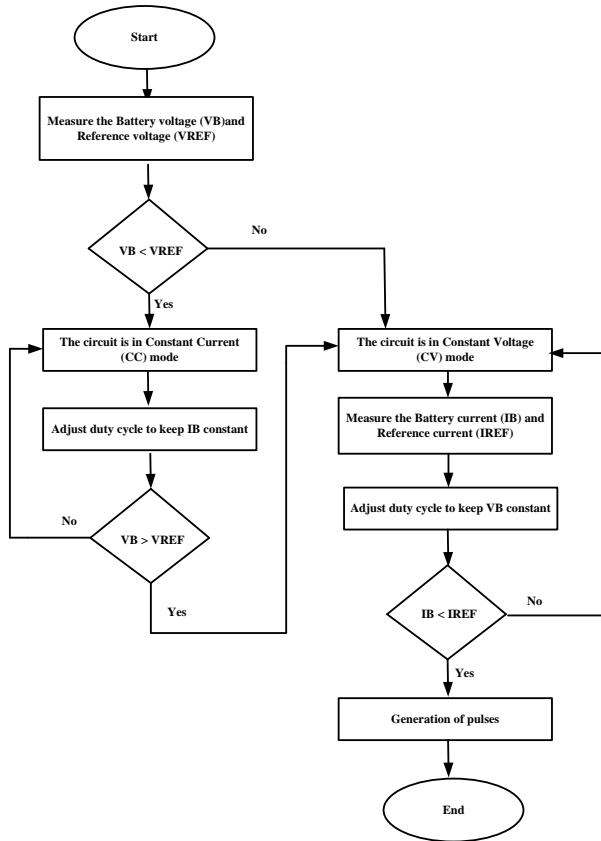 Start
Measure the Battery voltage (VB)and
Reference voltage (VREF)
VB < VREF
No
Yes
The circuit is in Constant Current
(CC) mode
Adjust duty cycle to keep IB constant
VB > VREF
No
Yes
The circuit is in Constant Voltage
(CV) mode
Measure the Battery current (IB) and
Reference current (IREF)
Adjust duty cycle to keep VB constant
IB < IREF
No
Yes
Generation of pulses
End